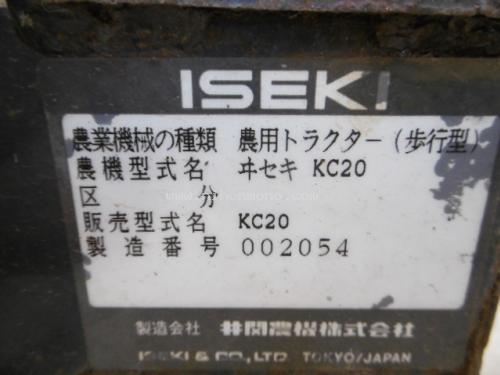 ISEKI
農業機械の種類 農用トラクター(歩行型)
農機型式名 ヰセキ KC20
区 分
販売型式名 KC20
製造番号 002054
製造会社 井関農機株式会社
ISEKI & CO., LTD. TOKYO/JAPAN